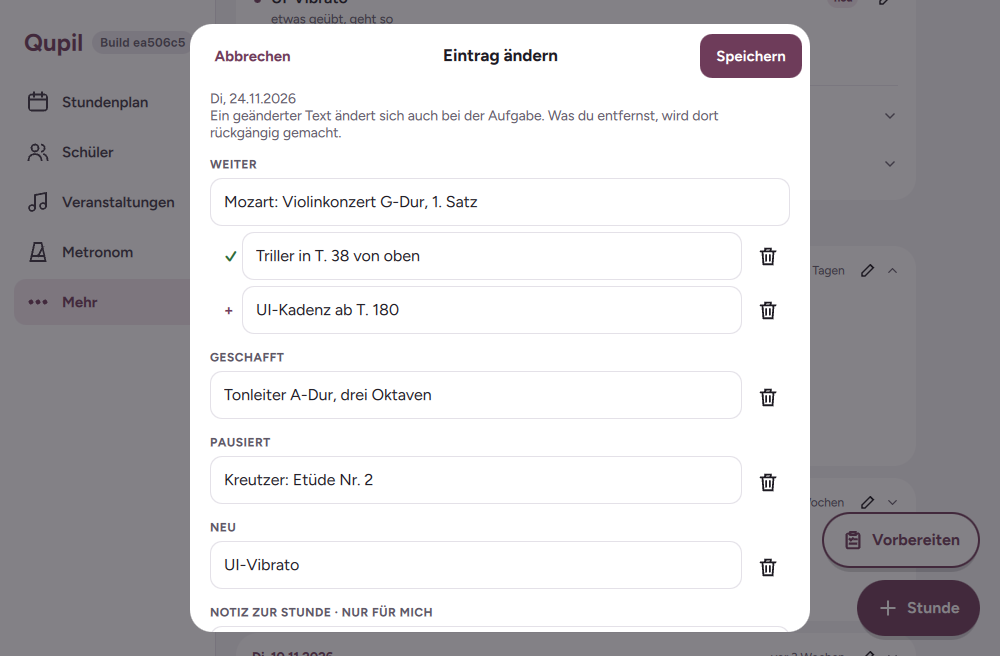 etwas geübt, geht so
Qupil
Build ea506c5
Abbrechen
Eintrag ändern
Speichern
Di, 24.11.2026
Ein geänderter Text ändert sich auch bei der Aufgabe. Was du entfernst, wird dort
rückgängig gemacht.
Stundenplan
Schüler
Veranstaltungen
Metronom
Mehr
WEITER
Mozart: Violinkonzert G-Dur, 1. Satz
Triller in T. 38 von oben
+ UI-Kadenz ab T. 180
GESCHAFFT
Tonleiter A-Dur, drei Oktaven
PAUSIERT
Kreutzer: Etüde Nr. 2
NEU
UI-Vibrato
NOTIZ ZUR STUNDE · NUR FÜR MICH
Tagen
Vorbereiten
+ Stunde